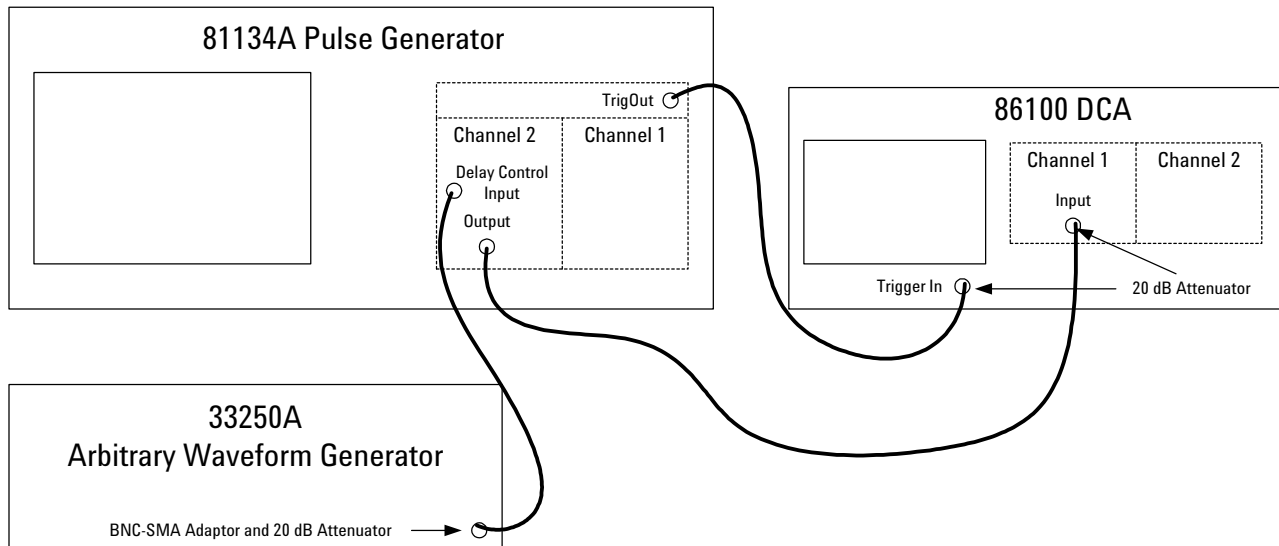 81134A Pulse Generator
TrigOut
Channel 2
Channel 1
Delay Control
Input
Output
86100 DCA
Channel 1
Channel 2
Input
Trigger In
20 dB Attenuator
33250A
Arbitrary Waveform Generator
BNC-SMA Adaptor and 20 dB Attenuator